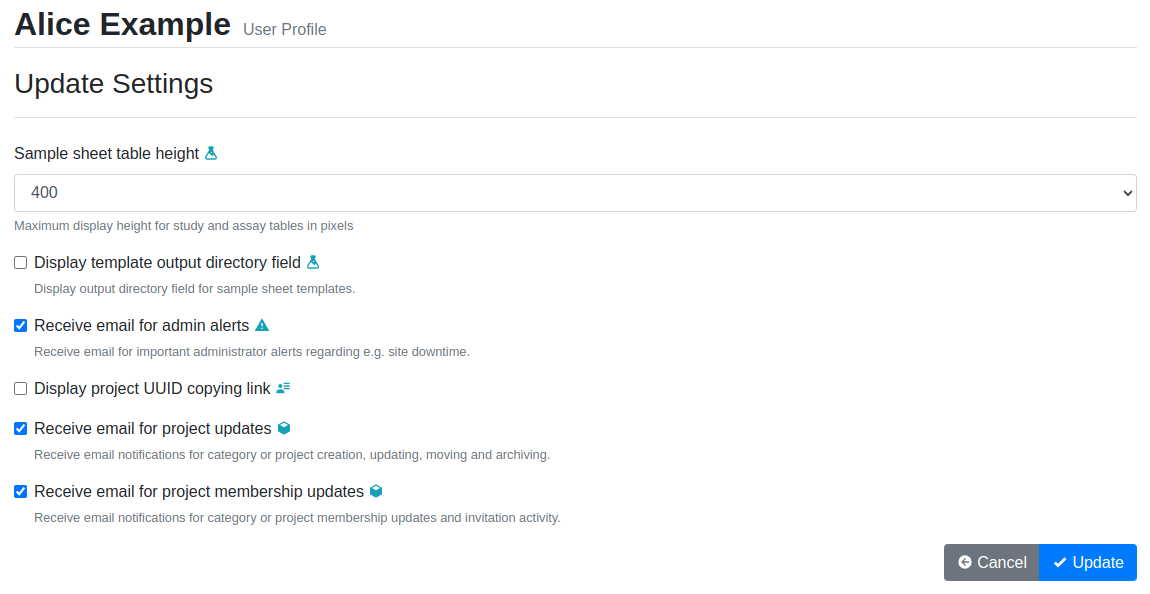 Alice Example User Profile
Update Settings
Sample sheet table height
400
Maximum display height for study and assay tables in pixels
Display template output directory field
Display output directory field for sample sheet templates.
Receive email for admin alerts
Receive email for important administrator alerts regarding e.g. site downtime.
Display project UUID copying link
Receive email for project updates
Receive email notifications for category or project creation, updating, moving and archiving.
Receive email for project membership updates
Receive email notifications for category or project membership updates and invitation activity.
Cancel Update